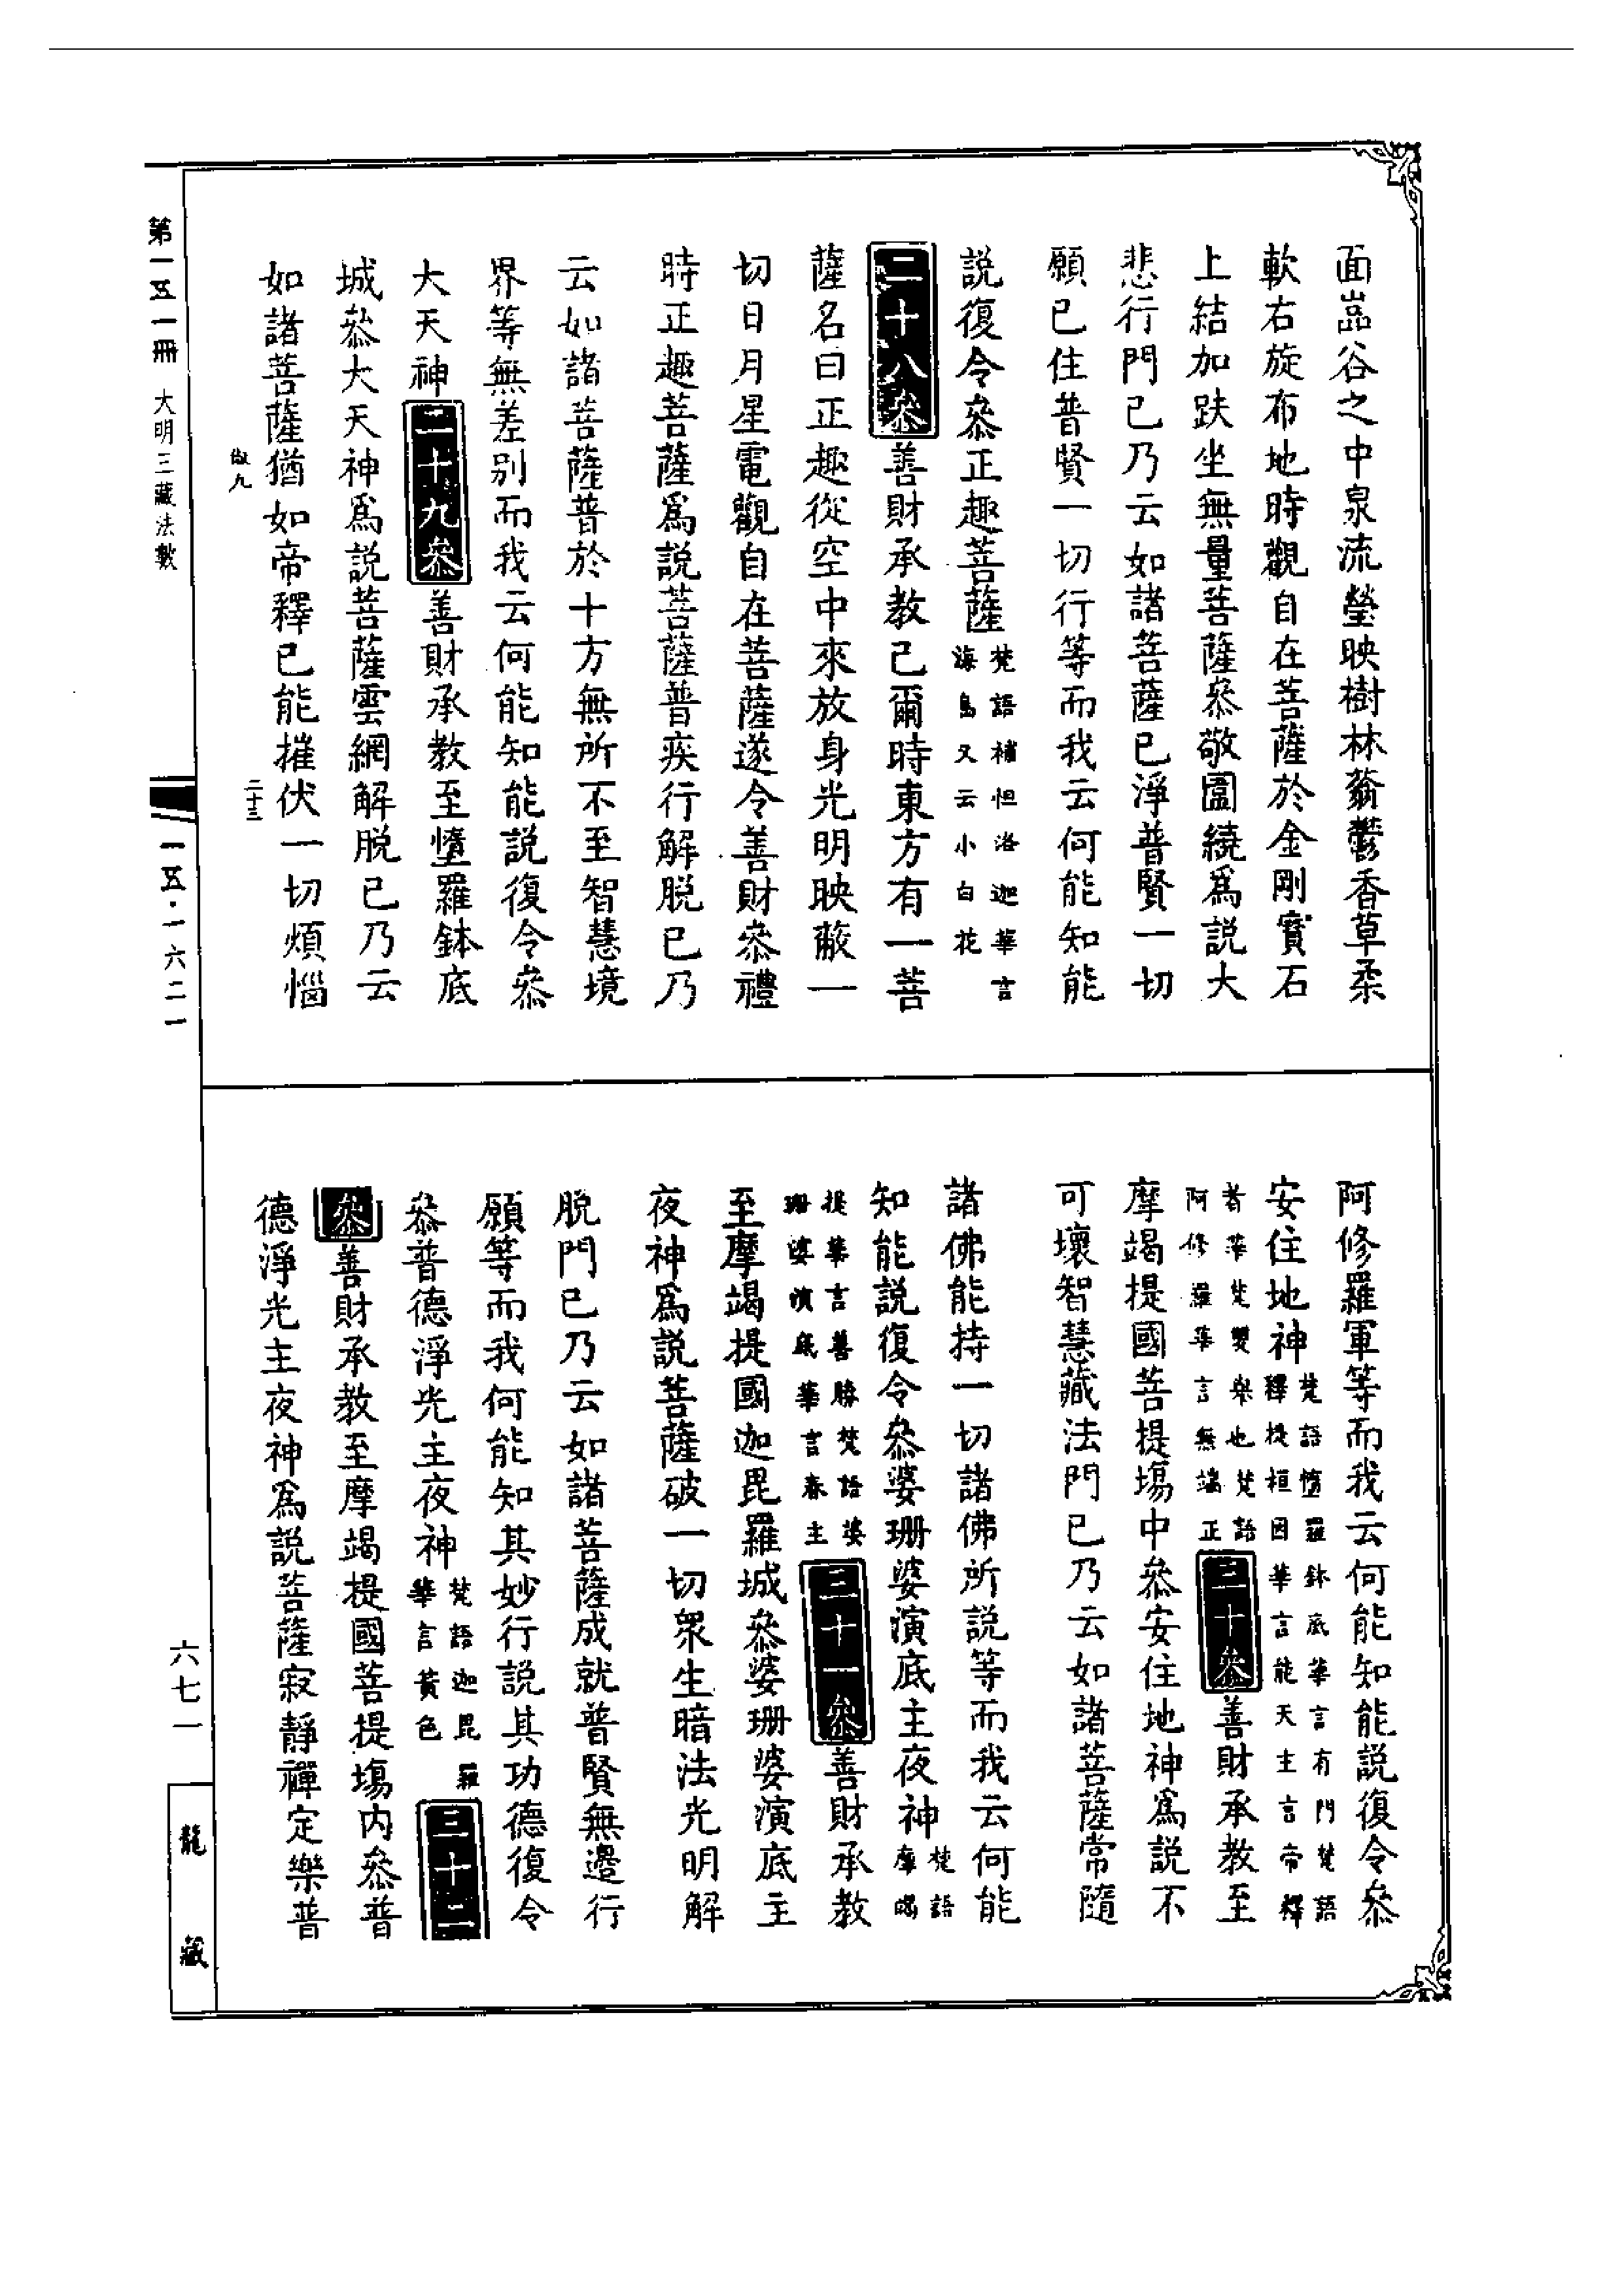 面嵓谷之中泉流瑩映樹林蓊鬱香草柔
軟右旋布地時觀自在菩薩於金剛寶石
上結加趺坐無量菩薩叅敬圍繞爲說大
悲行門已乃云如諸菩薩已淨普賢一切
願已住普賢一切行等而我云何能知能
說復令叅正趣菩薩梵語補怛洛迦華言海島又云小白花
二十八叅善財承教已爾時東方有一菩
薩名曰正趣從空中來放身光明映蔽一
切日月星電觀自在菩薩遂令善財叅禮
時正趣菩薩爲說菩薩普疾行解脫已乃
云如諸菩薩普於十方無所不至智慧境
界等無差別而我云何能知能說復令叅
大天神二十九叅善財承教至墮羅鉢底
城叅大天神爲說菩薩雲網解脫已乃云
如諸菩薩猶如帝釋已能摧伏一切煩惱
阿修羅軍等而我云何能知能說復令叅
安住地神梵語墮羅鉢底華言有門梵語釋提桓因華言能天主言帝釋
者華梵雙舉也梵語阿修羅華言無端正三十叅善財承教至
摩竭提國菩提場中叅安住地神爲說不
可壞智慧藏法門已乃云如諸菩薩常隨
諸佛能持一切諸佛所說等而我云何能
知能說復令叅婆珊婆演底主夜神梵語摩竭
提華言善勝梵語婆珊婆演底華言春主三十一叅善財承教
至摩竭提國迦毘羅城叅婆珊婆演底主
夜神爲說菩薩破一切衆生暗法光明解
脫門已乃云如諸菩薩成就普賢無邊行
願等而我何能知其妙行說其功德復令
叅普德淨光主夜神梵語迦毘羅華言黃色三十二
叅善財承教至摩竭提國菩提場內叅普
德淨光主夜神爲說菩薩寂靜禪定樂普
第一五一冊 大明三藏法數
二十三
一五·一六二一
六七一
龍藏